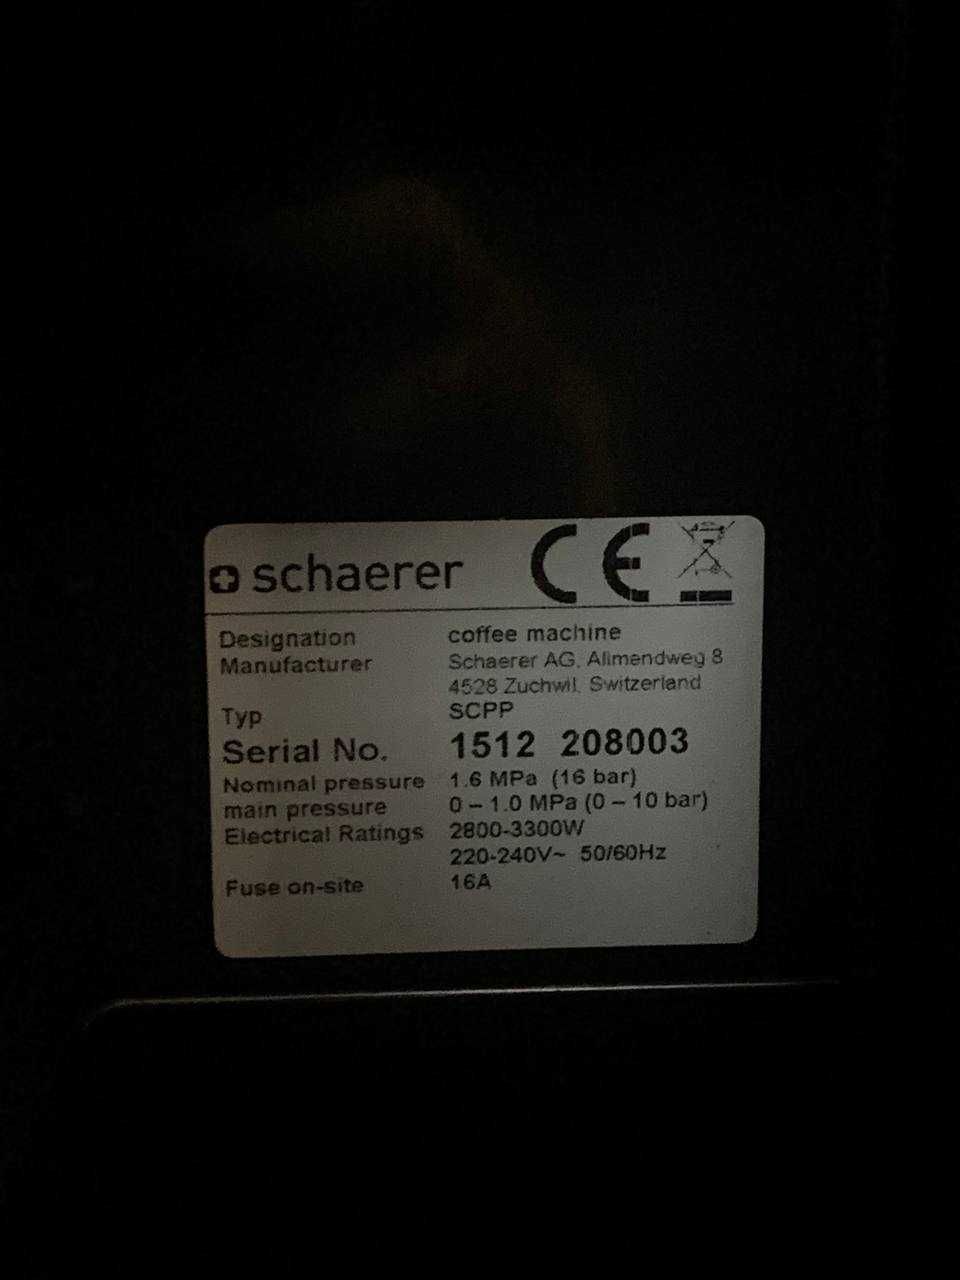 schaerer CE
Designation coffee machine
Manufacturer Schaerer AG, Allmendweg 8
4528 Zuchwil, Switzerland
Typ SCPP
Serial No. 1512 208003
Nominal pressure 1.6 MPa (16 bar)
main pressure 0 – 1.0 MPa (0 – 10 bar)
Electrical Ratings 2800-3300W
220-240V~ 50/60Hz
Fuse on-site 16A